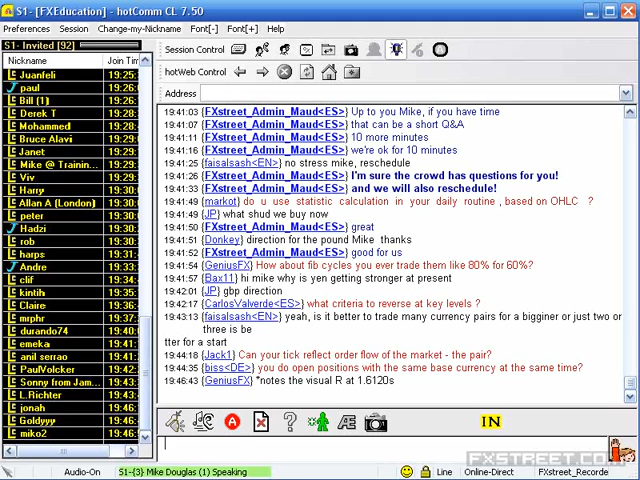 S1- [FXEducation] - hotComm CL 7.50
Preferences Session Change-my-Nickname Font[-] Font[+] Help
S1- Invited [92]
Session Control
hotWeb Control
Address
Nickname Join Tim
Juanfeli 19:25:
paul 19:26:
Bill (1) 19:28:
Derek T 19:28:
Mohammed 19:28:
Bruce Alavi 19:29:
Janet 19:29:
Mike @ Trainin... 19:29:
Viv 19:29:
Harry 19:29:
Allan A (London) 19:29:
peter 19:30:
Hadzi 19:30:
rob 19:30:
harps 19:31:
Andre 19:33:
clif 19:34:
kintih 19:35:
Claire 19:36:
mrphr 19:37:
durando74 19:40:
emeka 19:41:
anil serrao 19:42:
PaulVolcker 19:42:
Sonny from Jam... 19:44:
L.Richter 19:44:
jonah 19:46:
Goldyyy 19:46:
miko2 19:46:
19:41:03 {FXstreet_Admin_Maud<ES>} Up to you Mike, if you have time
19:41:07 {FXstreet_Admin_Maud<ES>} that can be a short Q&A
19:41:11 {FXstreet_Admin_Maud<ES>} 10 more minutes
19:41:16 {FXstreet_Admin_Maud<ES>} we're ok for 10 minutes
19:41:25 {faisalsash<EN>} no stress mike, reschedule
19:41:26 {FXstreet_Admin_Maud<ES>} I'm sure the crowd has questions for you!
19:41:33 {FXstreet_Admin_Maud<ES>} and we will also reschedule!
19:41:49 {markot} do u use statistic calculation in your daily routine , based on OHLC ?
19:41:49 {JP} what shud we buy now
19:41:50 {FXstreet_Admin_Maud<ES>} great
19:41:51 {Donkey} direction for the pound Mike thanks
19:41:52 {FXstreet_Admin_Maud<ES>} good for us
19:41:54 {GeniusFX} How about fib cycles you ever trade them like 80% for 60%?
19:41:57 {Bax11} hi mike why is yen getting stronger at present
19:42:01 {JP} gbp direction
19:42:17 {CarlosValverde<ES>} what criteria to reverse at key levels ?
19:43:13 {faisalsash<EN>} yeah, is it better to trade many currency pairs for a bigginer or just two or
three is be
tter for a start
19:44:18 {Jack1} Can your tick reflect order flow of the market - the pair?
19:44:35 {biss<DE>} you do open positions with the same base currency at the same time?
19:46:43 {GeniusFX} *notes the visual R at 1.6120s
IN
FXSTREET.COM
Audio-On S1-{3} Mike Douglas (1) Speaking Line Online-Direct FXstreet_Recorde